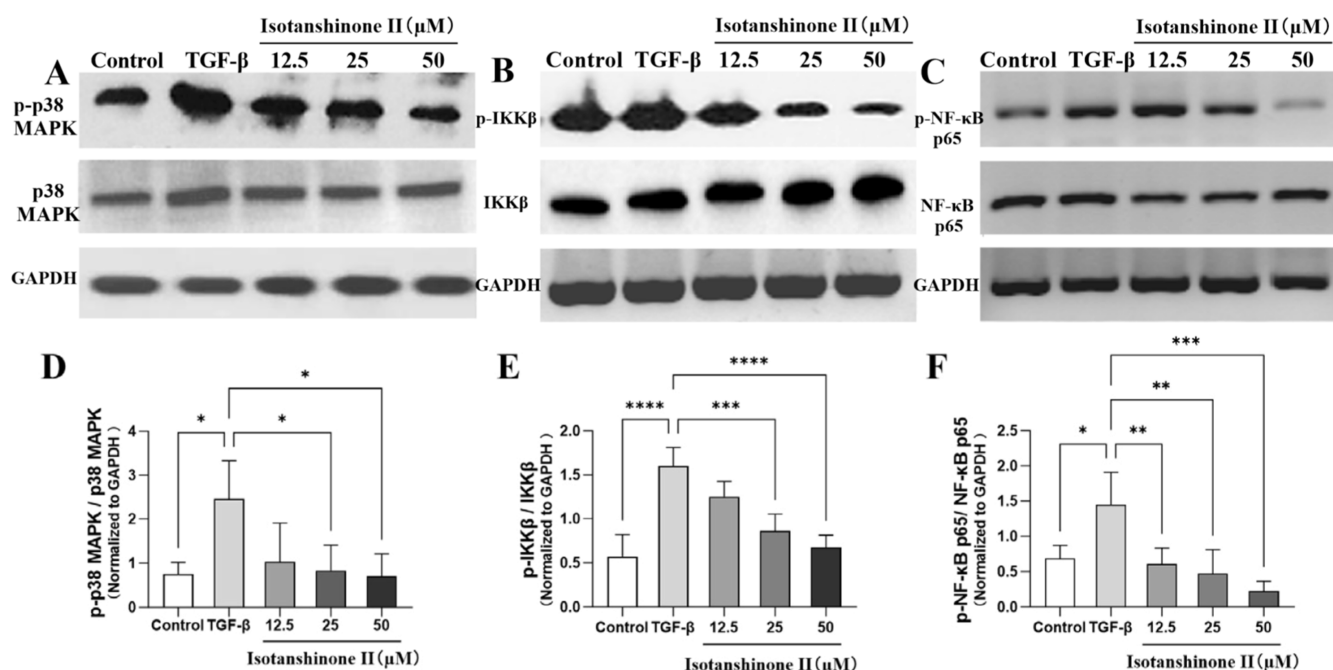 Isotanshinone II (μM)
Control TGF-β 12.5 25 50
A
p-p38
MAPK
p38
MAPK
GAPDH
Isotanshinone II (μM)
Control TGF-β 12.5 25 50
B
p-IKKβ
IKKβ
GAPDH
Isotanshinone II (μM)
Control TGF-β 12.5 25 50
C
p-NF-κB
p65
NF-κB
p65
GAPDH
D
p-p38 MAPK / p38 MAPK
(Normalized to GAPDH)
4
3
2
1
0
*
*
*
Control TGF-β 12.5 25 50
Isotanshinone II (μM)
E
p-IKKβ / IKKβ
(Normalized to GAPDH)
2.0
1.5
1.0
0.5
0.0
****
**** ***
Control TGF-β 12.5 25 50
Isotanshinone II (μM)
F
p-NF-κB p65/ NF-κB p65
(Normalized to GAPDH)
2.5
2.0
1.5
1.0
0.5
0.0
***
**
* **
Control TGF-β 12.5 25 50
Isotanshinone II (μM)